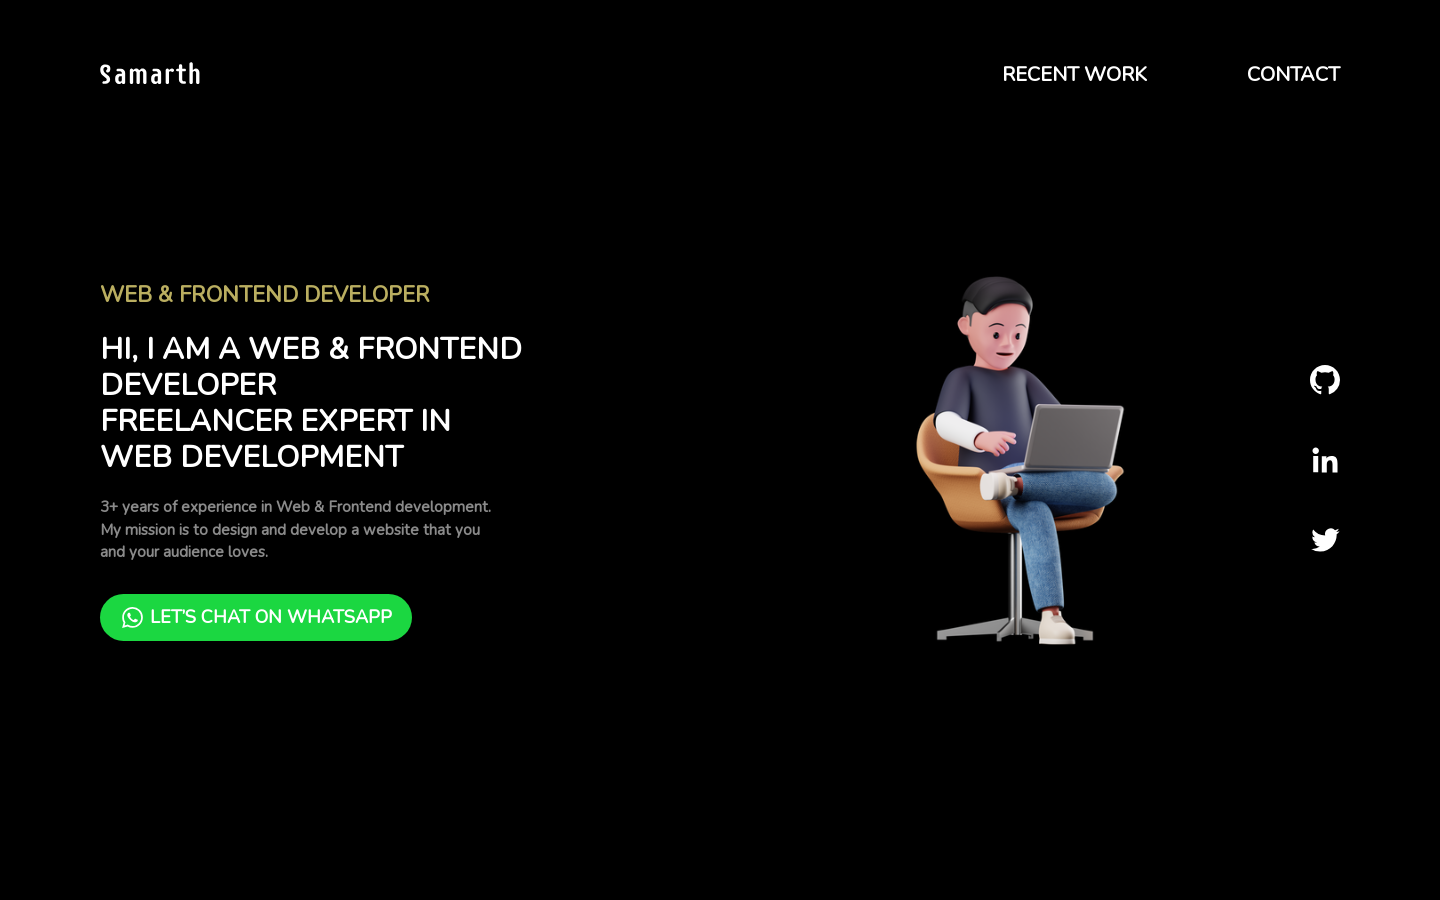 Samarth
RECENT WORK
CONTACT
WEB & FRONTEND DEVELOPER
HI, I AM A WEB & FRONTEND
DEVELOPER
FREELANCER EXPERT IN
WEB DEVELOPMENT
3+ years of experience in Web & Frontend development.
My mission is to design and develop a website that you
and your audience loves.
LET'S CHAT ON WHATSAPP
in